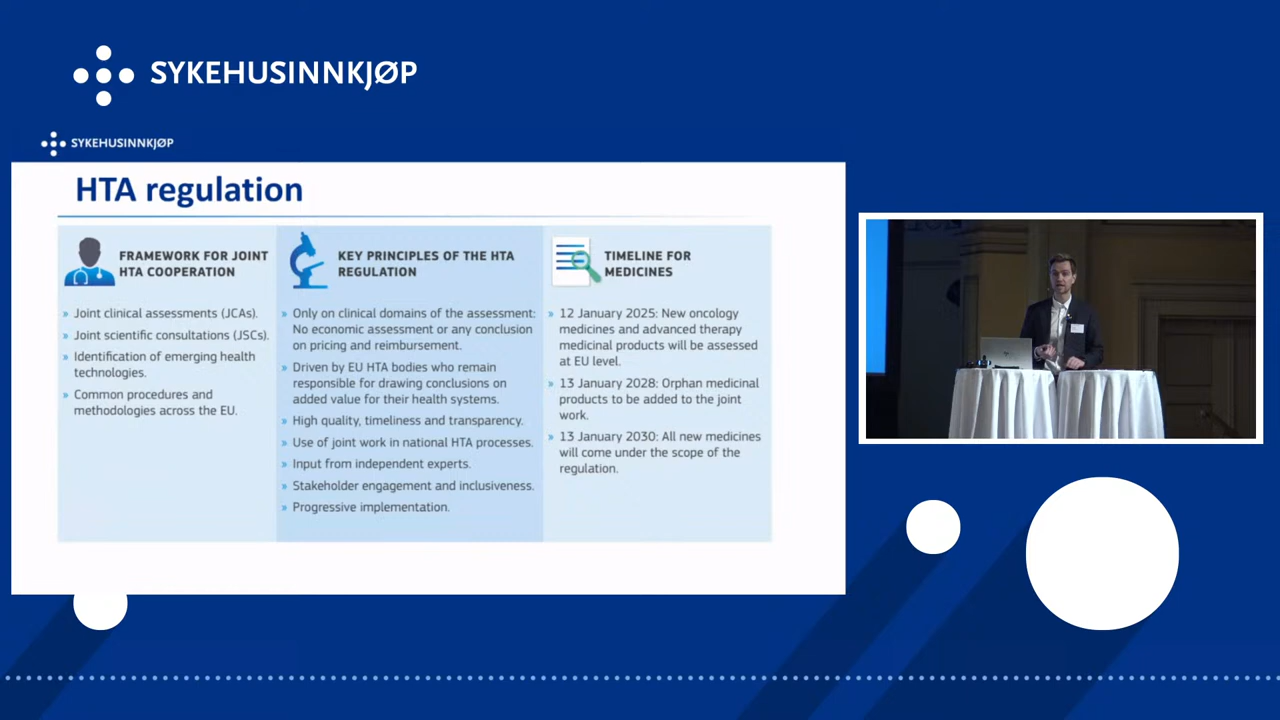 SYKEHUSINNKJØP
SYKEHUSINNKJØP
HTA regulation
FRAMEWORK FOR JOINT
HTA COOPERATION
» Joint clinical assessments (JCAs).
» Joint scientific consultations (JSCs).
» Identification of emerging health
technologies.
» Common procedures and
methodologies across the EU.
KEY PRINCIPLES OF THE HTA
REGULATION
» Only on clinical domains of the assessment:
No economic assessment or any conclusion
on pricing and reimbursement.
» Driven by EU HTA bodies who remain
responsible for drawing conclusions on
added value for their health systems.
» High quality, timeliness and transparency.
» Use of joint work in national HTA processes.
» Input from independent experts.
» Stakeholder engagement and inclusiveness.
» Progressive implementation.
TIMELINE FOR
MEDICINES
» 12 January 2025: New oncology
medicines and advanced therapy
medicinal products will be assessed
at EU level.
» 13 January 2028: Orphan medicinal
products to be added to the joint
work.
» 13 January 2030: All new medicines
will come under the scope of the
regulation.